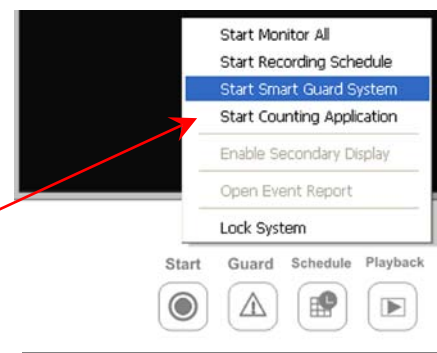 Start Monitor All
Start Recording Schedule
Start Smart Guard System
Start Counting Application
Enable Secondary Display
Open Event Report
Lock System
Start Guard Schedule Playback